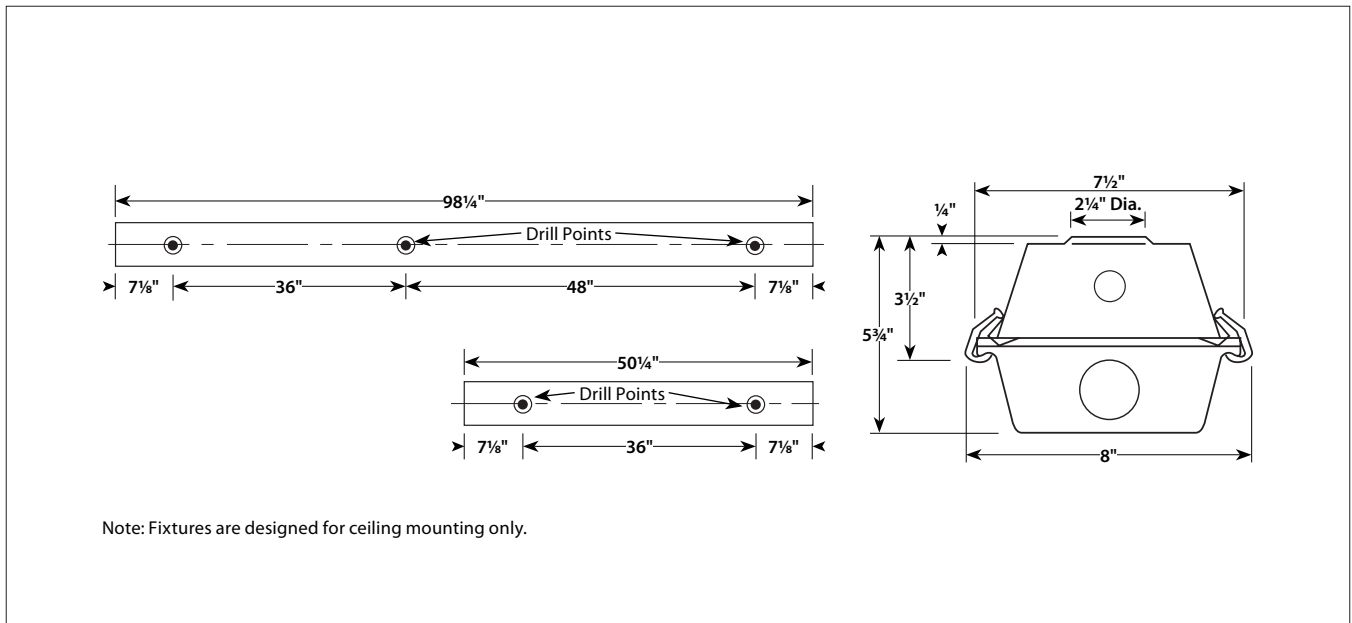 98¼"
Drill Points
7⅛" 36" 48" 7⅛"
50¼"
Drill Points
7⅛" 36" 7⅛"
7½"
2¼" Dia.
¼"
3½"
5¾"
8"
Note: Fixtures are designed for ceiling mounting only.